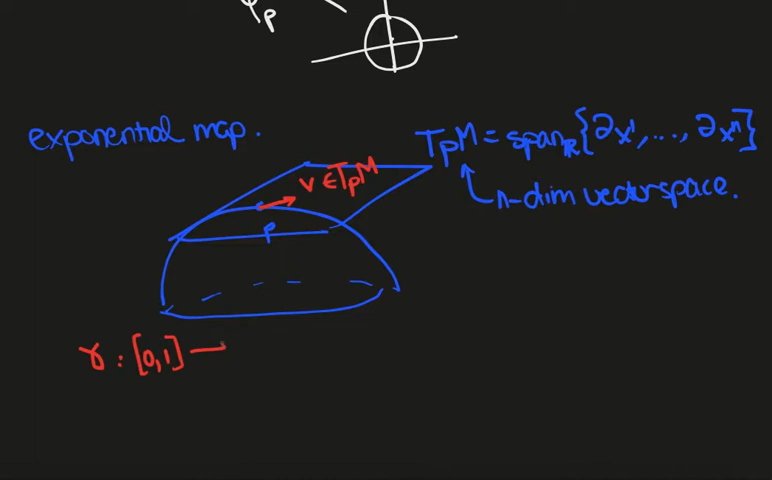 φp
exponential map.
TpM = spanℝ{∂x¹, ..., ∂xⁿ}
v ∈ TpM
n-dim vectorspace.
p
γ : [0,1] —